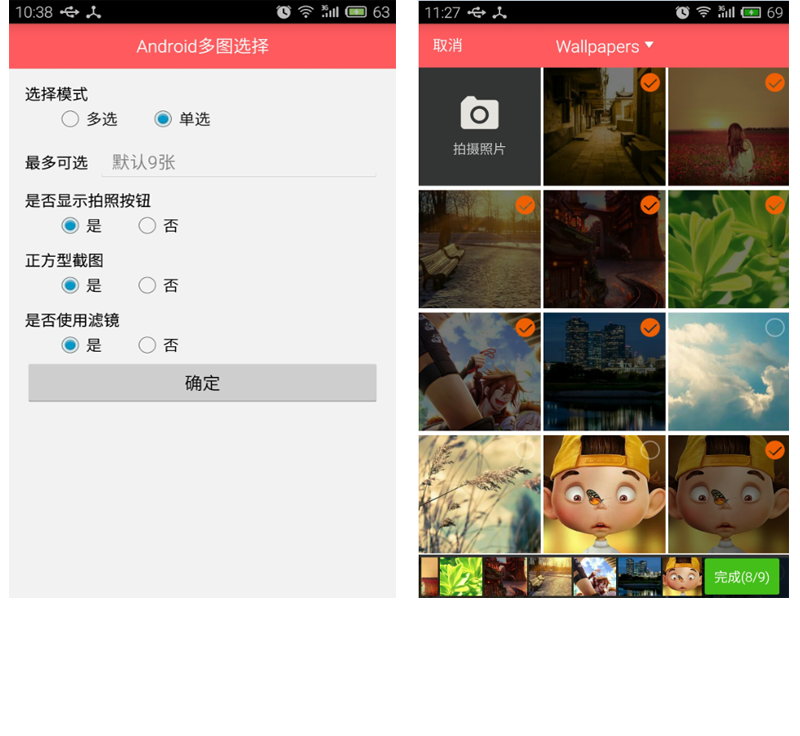 10:38
3G
63
Android多图选择
选择模式
多选
单选
最多可选
默认9张
是否显示拍照按钮
是
否
正方型截图
是
否
是否使用滤镜
是
否
确定
11:27
3G
69
取消
Wallpapers
拍摄照片
完成(8/9)